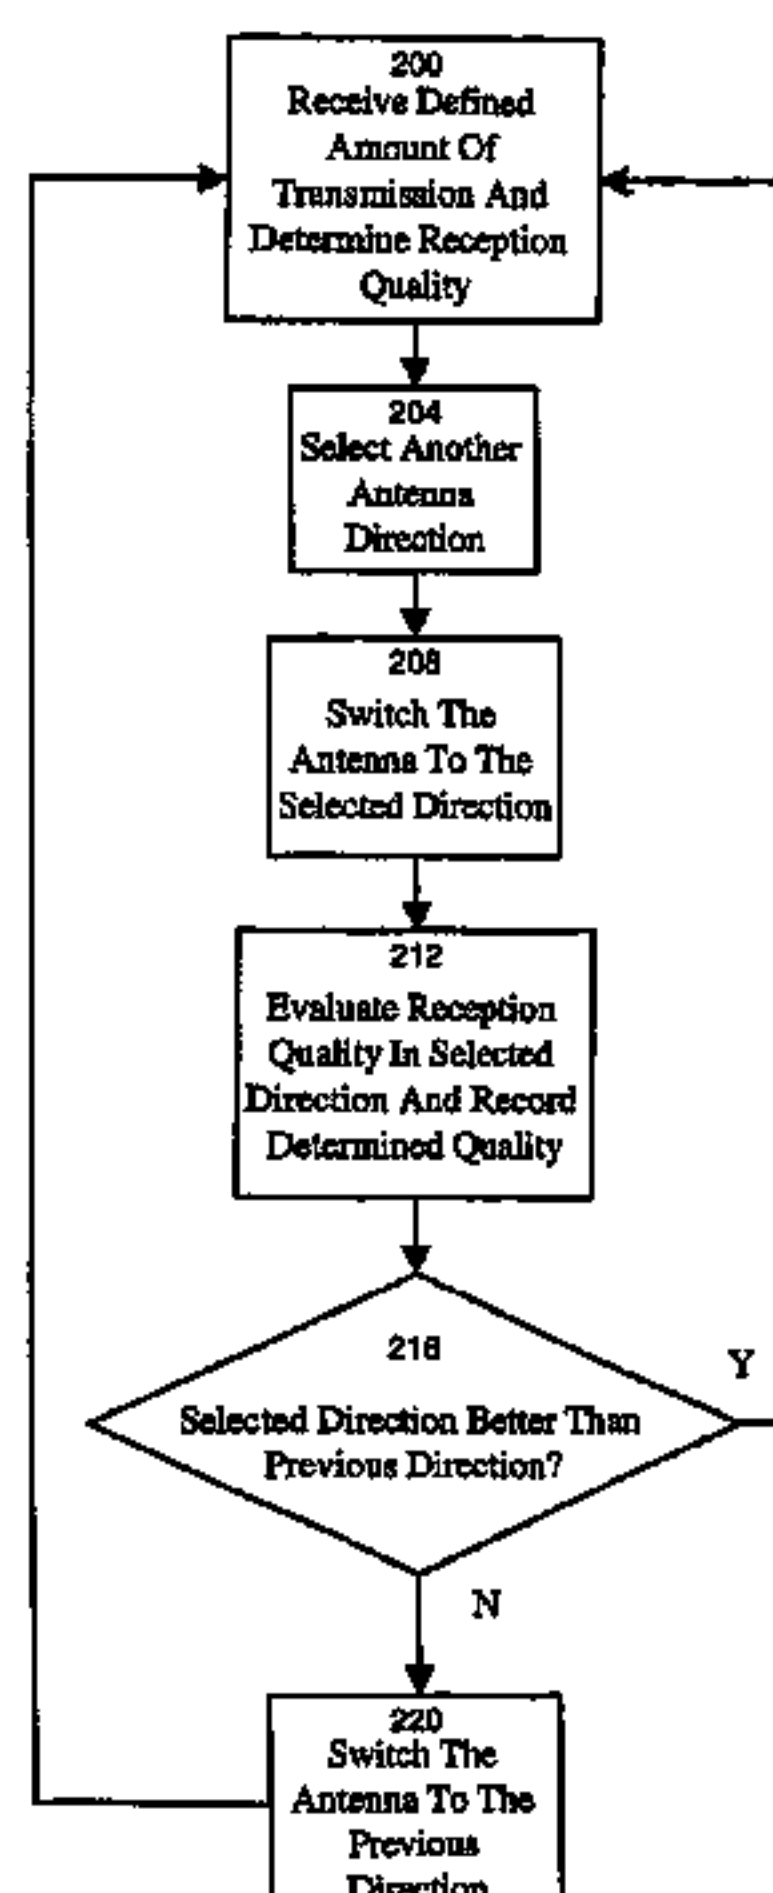 200
Receive Defined
Amount Of
Transmission And
Determine Reception
Quality
204
Select Another
Antenna
Direction
208
Switch The
Antenna To The
Selected Direction
212
Evaluate Reception
Quality In Selected
Direction And Record
Determined Quality
216
Y
Selected Direction Better Than
Previous Direction?
N
220
Switch The
Antenna To The
Previous
Direction